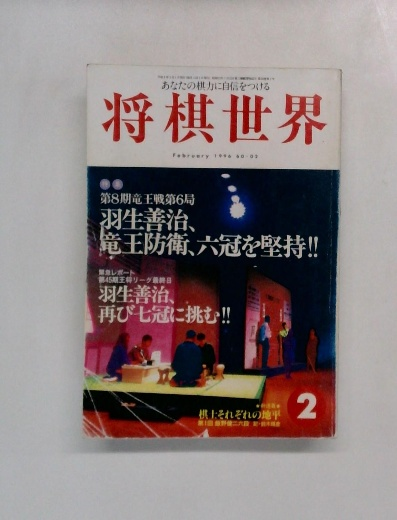 あなたの棋力に自信をつける
将棋世界
February 1996
特集
第8期竜王戦第6局
羽生善治、
竜王防衛、六冠を堅持!!
緊急レポート
第45期王将リーグ最終日
羽生善治、
再び七冠に挑む!!
棋士それぞれの地平
2